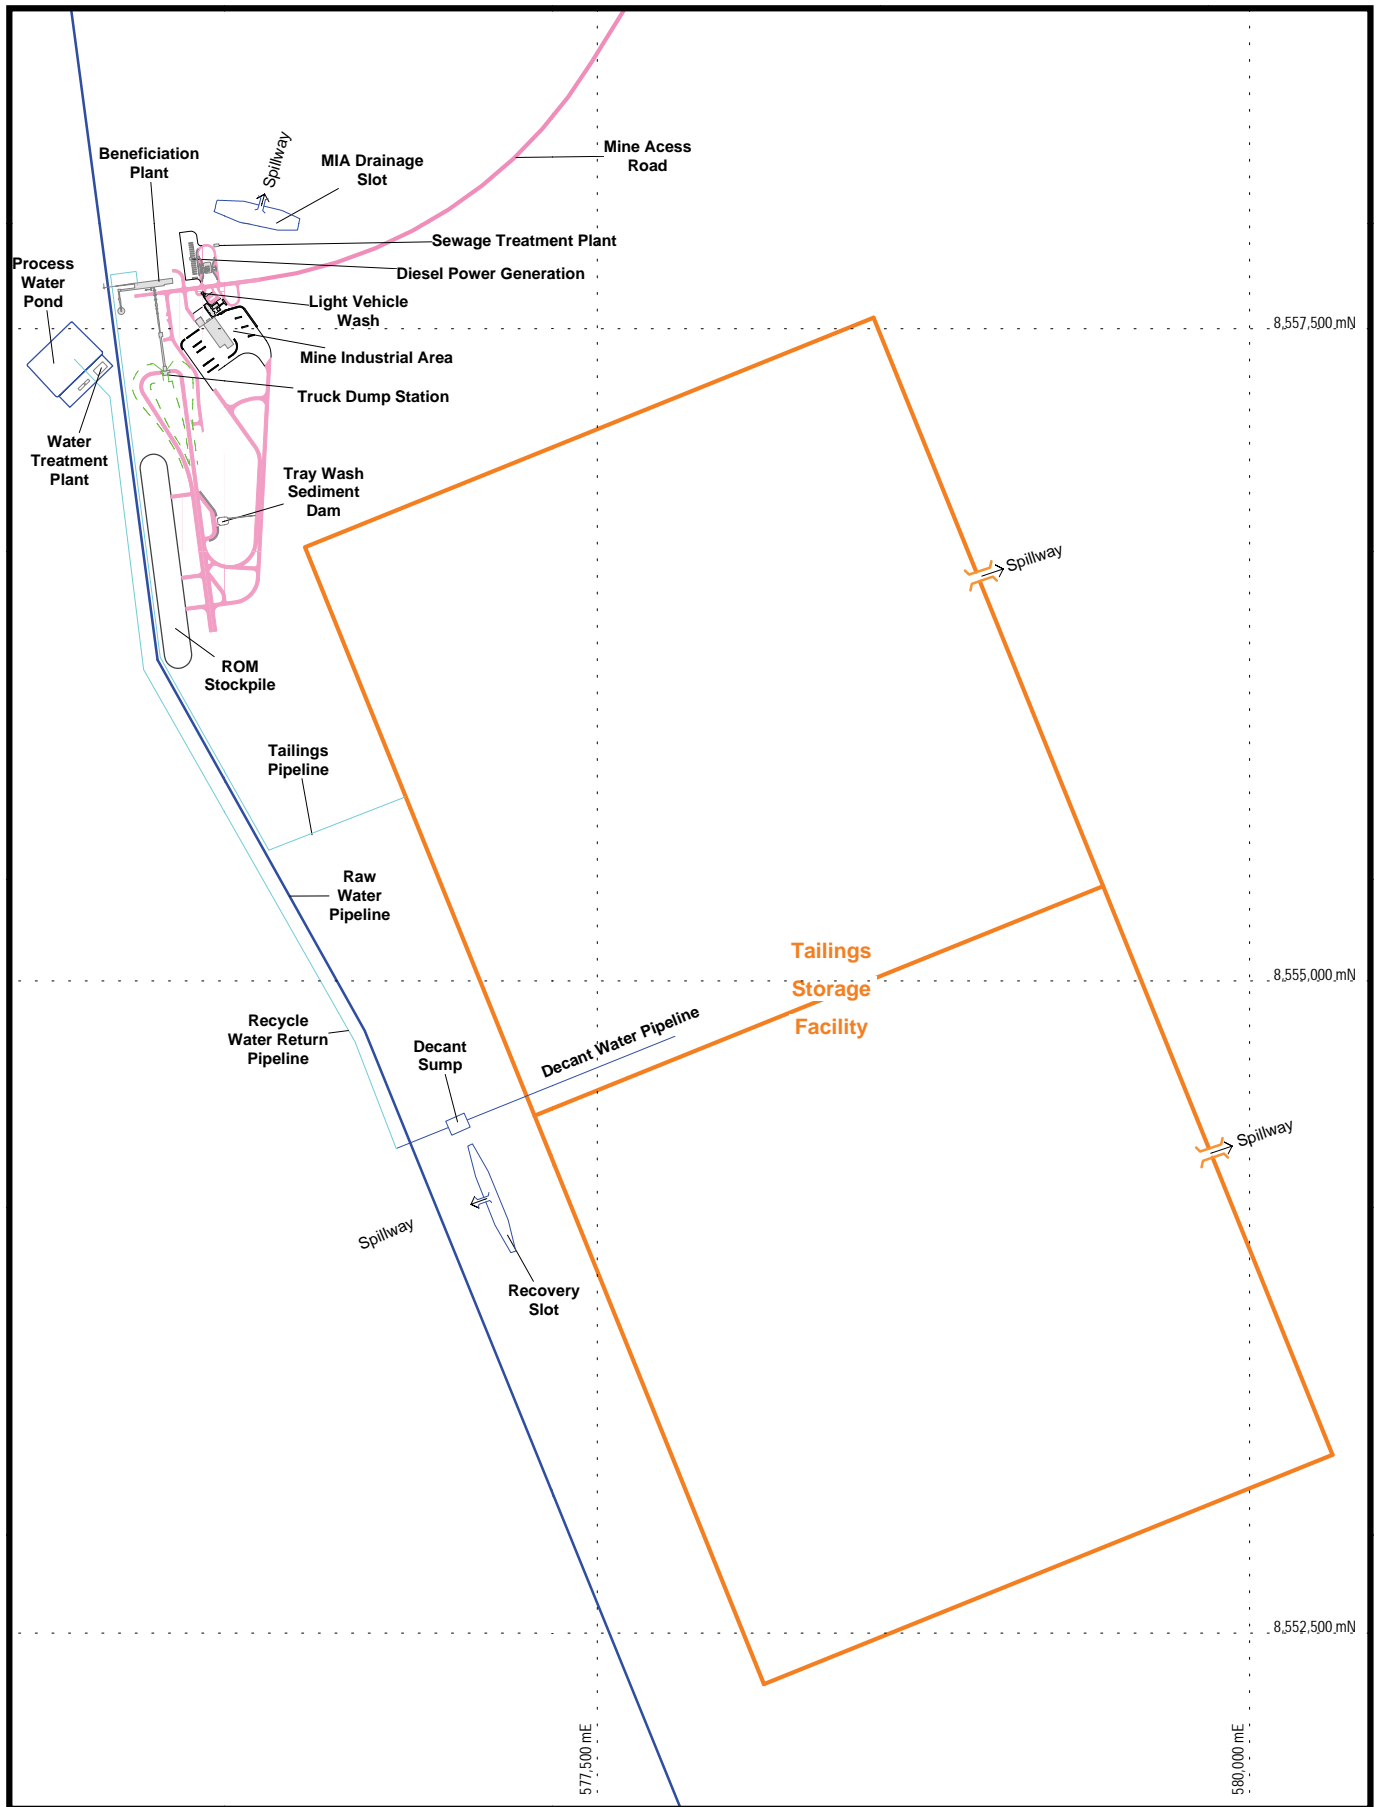 Beneficiation
Plant
Spillway
MIA Drainage
Slot
Mine Acess
Road
Sewage Treatment Plant
Diesel Power Generation
Process
Water
Pond
Light Vehicle
Wash
8,557,500 mN
Mine Industrial Area
Truck Dump Station
Water
Treatment
Plant
Tray Wash
Sediment
Dam
Spillway
ROM
Stockpile
Tailings
Pipeline
Raw
Water
Pipeline
Tailings
Storage
Facility
8,555,000 mN
Recycle
Water Return
Pipeline
Decant
Sump
Decant Water Pipeline
Spillway
Spillway
Recovery
Slot
8,552,500 mN
577,500 mE
580,000 mE